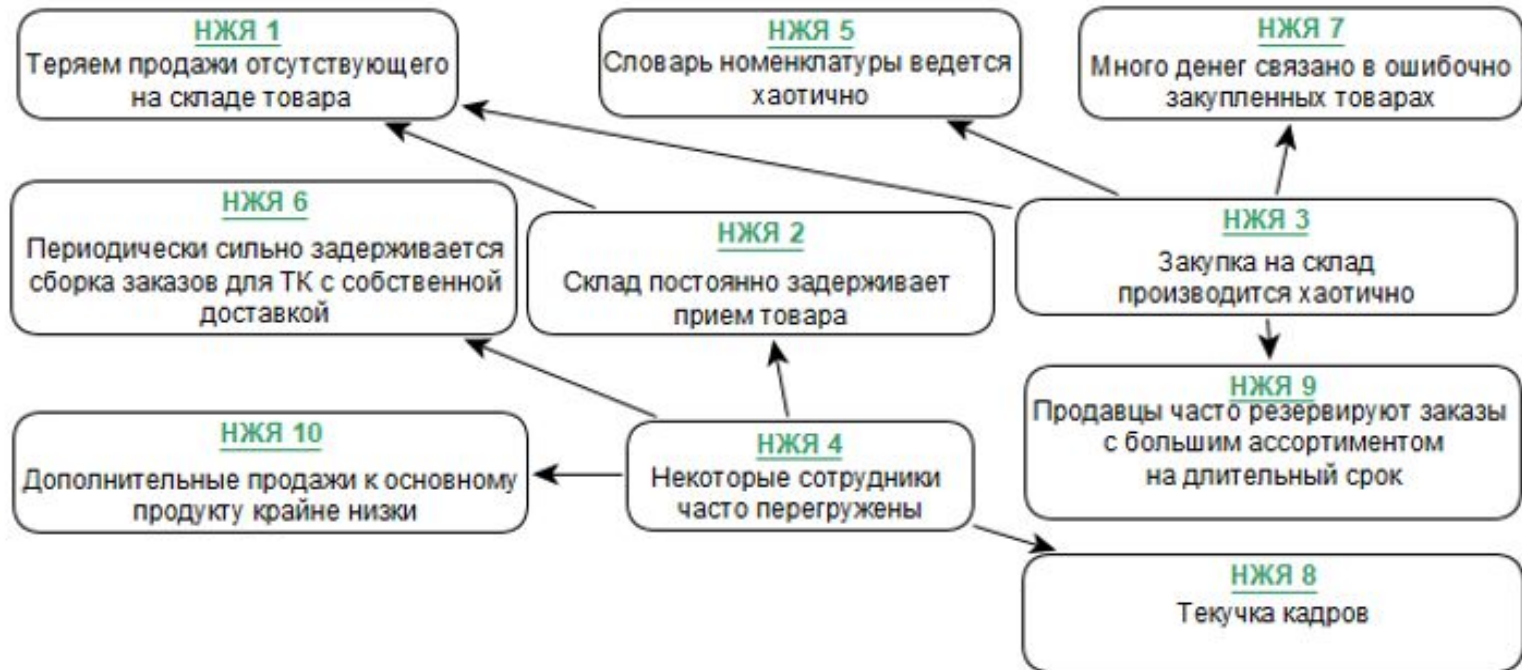 НЖЯ 1
Теряем продажи отсутствующего
на складе товара
НЖЯ 5
Словарь номенклатуры ведется
хаотично
НЖЯ 7
Много денег связано в ошибочно
закупленных товарах
НЖЯ 6
Периодически сильно задерживается
сборка заказов для ТК с собственной
доставкой
НЖЯ 2
Склад постоянно задерживает
прием товара
НЖЯ 3
Закупка на склад
производится хаотично
НЖЯ 10
Дополнительные продажи к основному
продукту крайне низки
НЖЯ 4
Некоторые сотрудники
часто перегружены
НЖЯ 9
Продавцы часто резервируют заказы
с большим ассортиментом
на длительный срок
НЖЯ 8
Текучка кадров